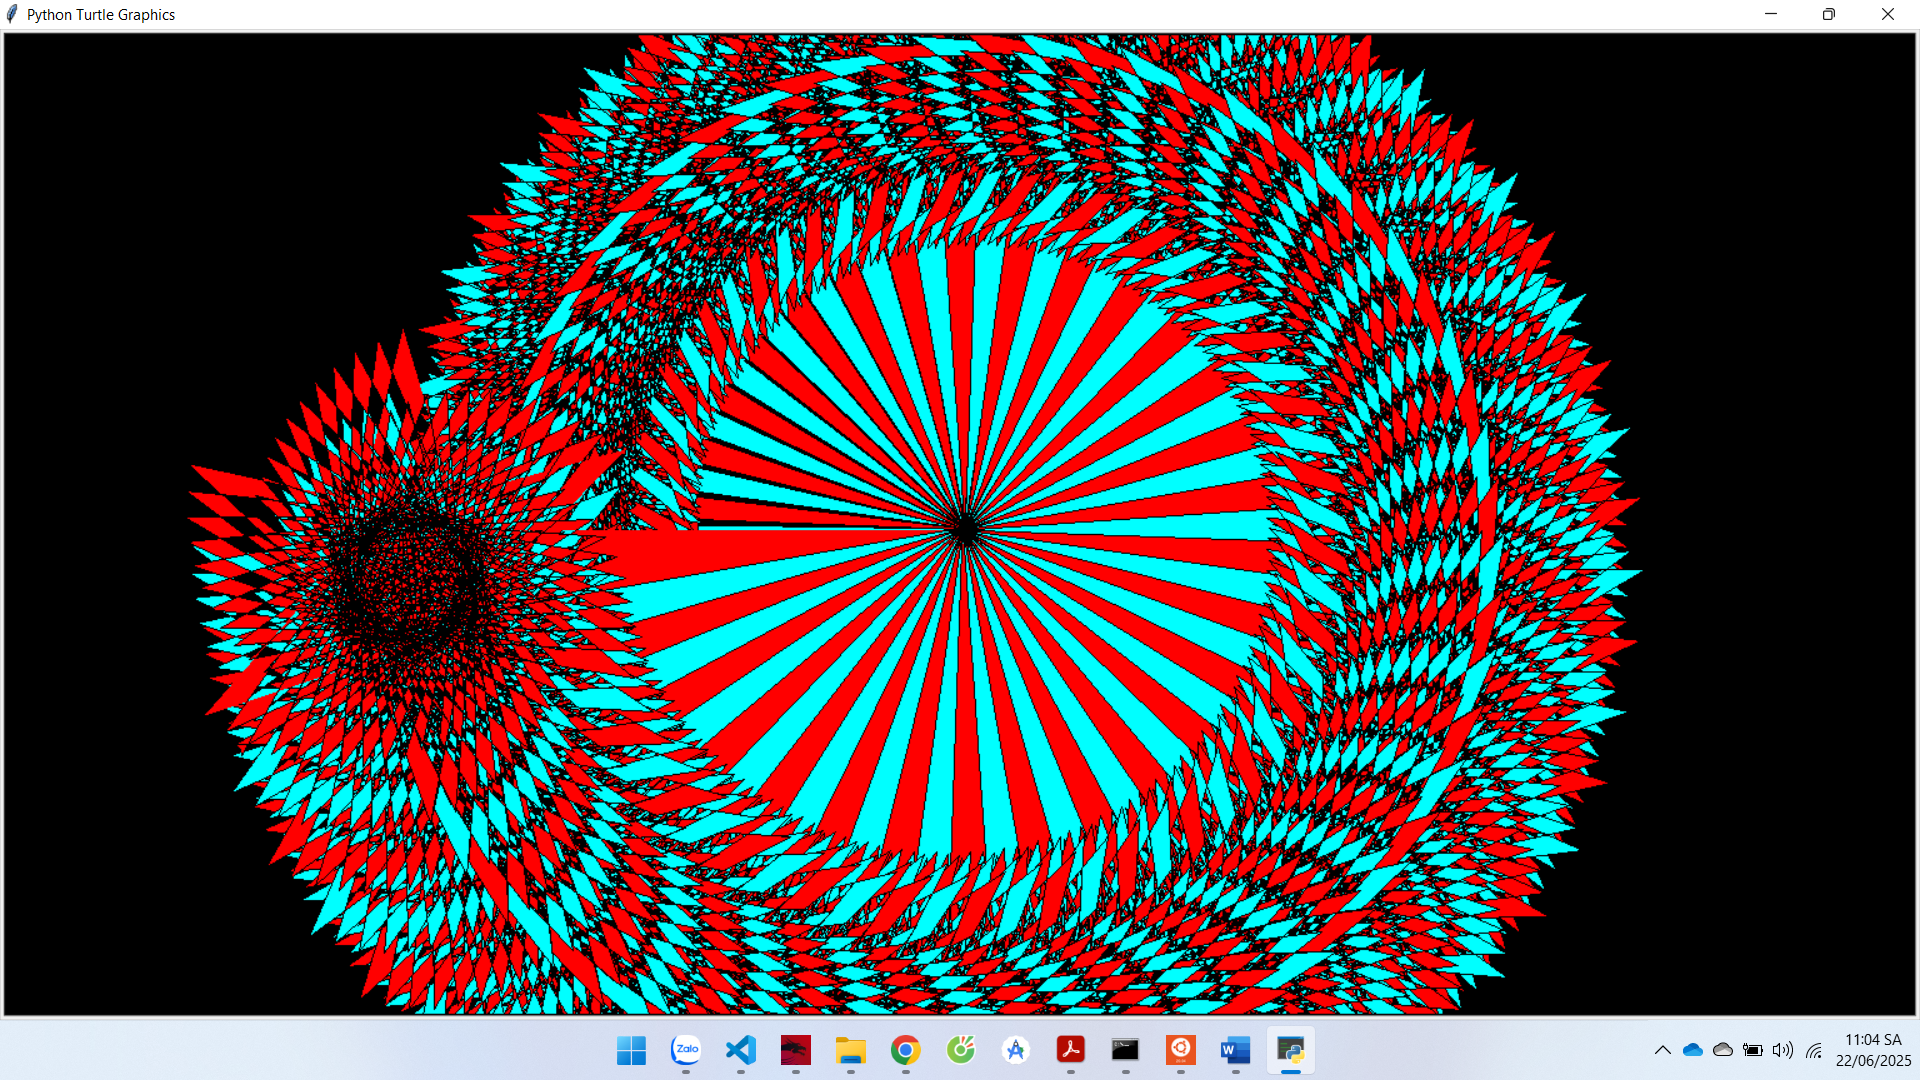 Python Turtle Graphics
Zalo
W
11:04 SA
22/06/2025